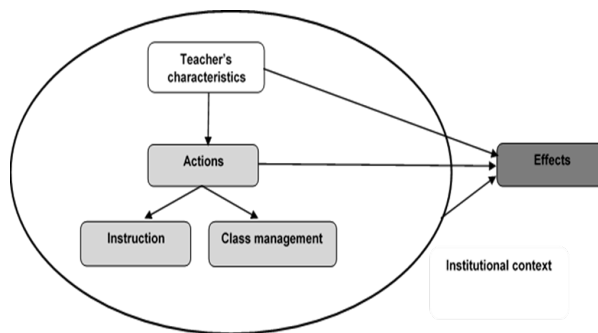 Teacher's
characteristics
Actions
Effects
Instruction
Class management
Institutional context